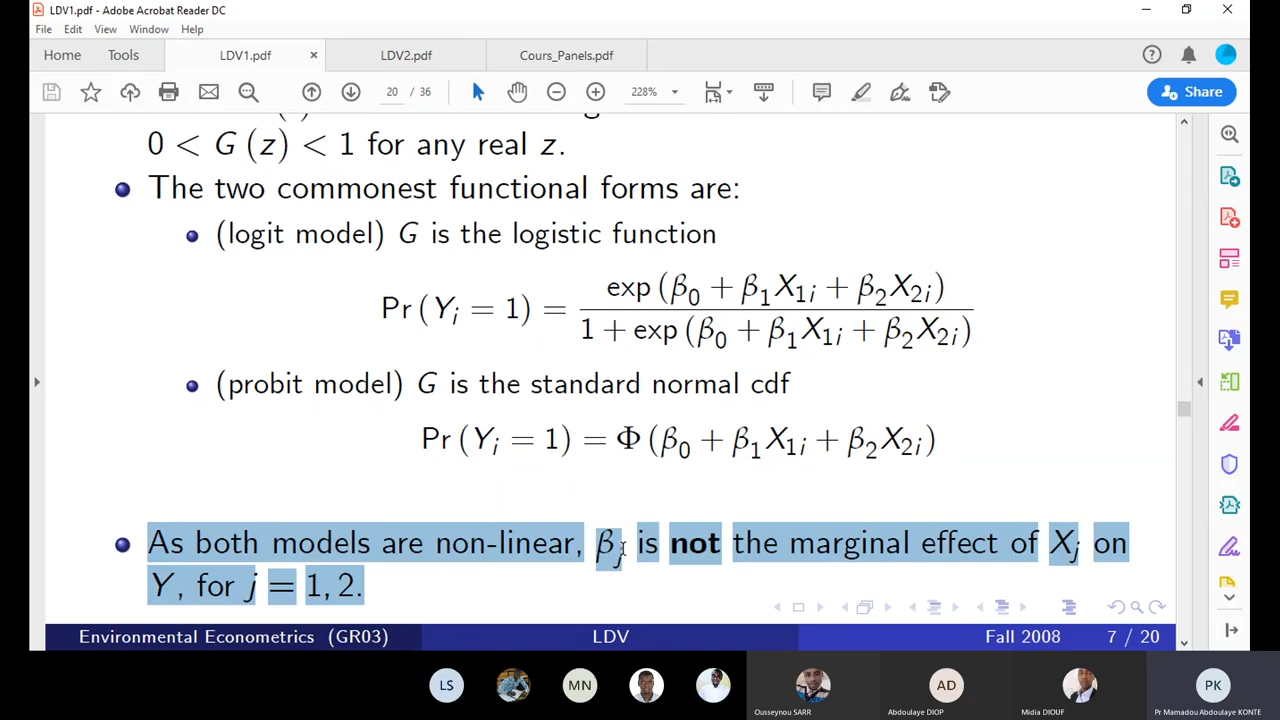 LDV1.pdf - Adobe Acrobat Reader DC
File Edit View Window Help
Home Tools LDV1.pdf × LDV2.pdf Cours_Panels.pdf
20 / 36 228% Share
0 < G (z) < 1 for any real z.
The two commonest functional forms are:
(logit model) G is the logistic function
Pr (Yᵢ = 1) = exp (β₀ + β₁X₁ᵢ + β₂X₂ᵢ) / 1 + exp (β₀ + β₁X₁ᵢ + β₂X₂ᵢ)
(probit model) G is the standard normal cdf
Pr (Yᵢ = 1) = Φ (β₀ + β₁X₁ᵢ + β₂X₂ᵢ)
As both models are non-linear, βⱼ is not the marginal effect of Xⱼ on
Y, for j = 1, 2.
Environmental Econometrics (GR03) LDV Fall 2008 7 / 20
LS MN AD PK
Ousseynou SARR Abdoulaye DIOP Midia DIOUF Pr Mamadou Abdoulaye KONTE